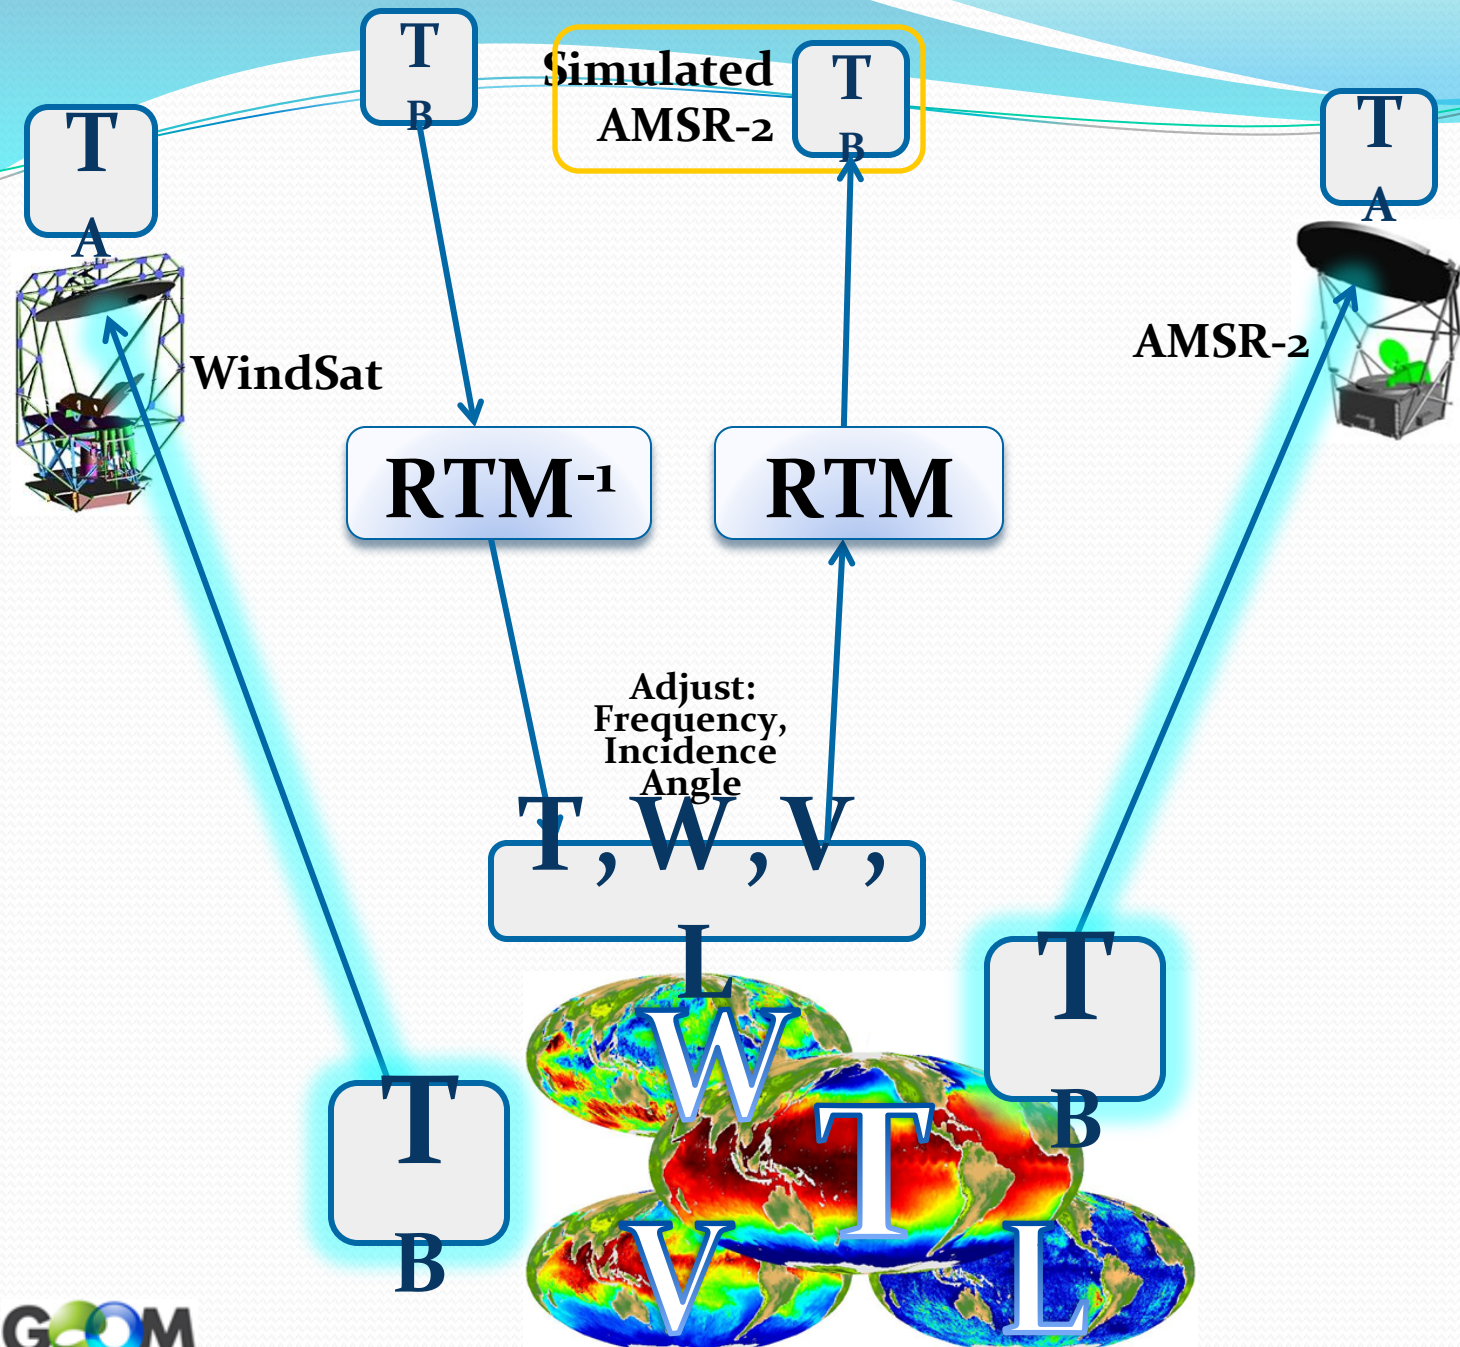 T
B
Simulated
AMSR-2
T
B
T
A
T
A
WindSat
AMSR-2
RTM-1
RTM
Adjust:
Frequency,
Incidence
Angle
T, W, V,
L
T
B
W
T
T
B
V
L